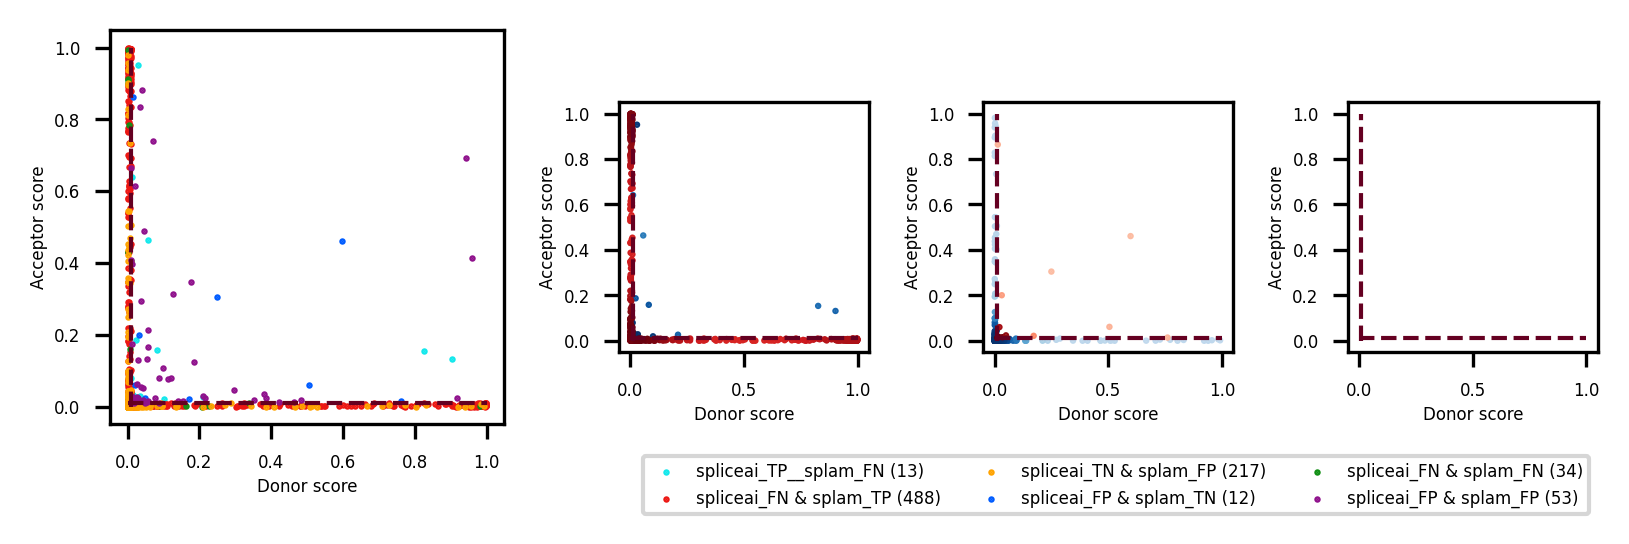 1.0
0.8
0.6
0.4
0.2
0.0
Acceptor score
0.0 0.2 0.4 0.6 0.8 1.0
Donor score
1.0
0.8
0.6
0.4
0.2
0.0
Acceptor score
0.0 0.5 1.0
Donor score
1.0
0.8
0.6
0.4
0.2
0.0
Acceptor score
0.0 0.5 1.0
Donor score
1.0
0.8
0.6
0.4
0.2
0.0
Acceptor score
0.0 0.5 1.0
Donor score
spliceai_TP__splam_FN (13)
spliceai_FN & splam_TP (488)
spliceai_TN & splam_FP (217)
spliceai_FP & splam_TN (12)
spliceai_FN & splam_FN (34)
spliceai_FP & splam_FP (53)